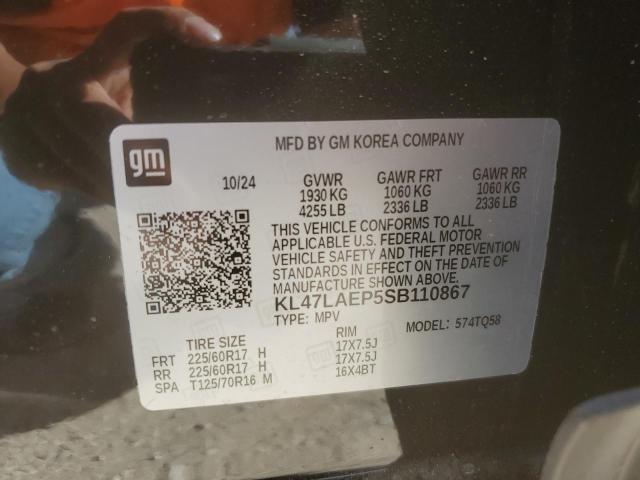 gm
MFD BY GM KOREA COMPANY
10/24 GVWR GAWR FRT GAWR RR
1930 KG 1060 KG 1060 KG
4255 LB 2336 LB 2336 LB
THIS VEHICLE CONFORMS TO ALL
APPLICABLE U.S. FEDERAL MOTOR
VEHICLE SAFETY AND THEFT PREVENTION
STANDARDS IN EFFECT ON THE DATE OF
MANUFACTURE SHOWN ABOVE.
KL47LAEP5SB110867
TYPE: MPV MODEL: 574TQ58
TIRE SIZE RIM
FRT 225/60R17 H 17X7.5J
RR 225/60R17 H 17X7.5J
SPA T125/70R16 M 16X4BT